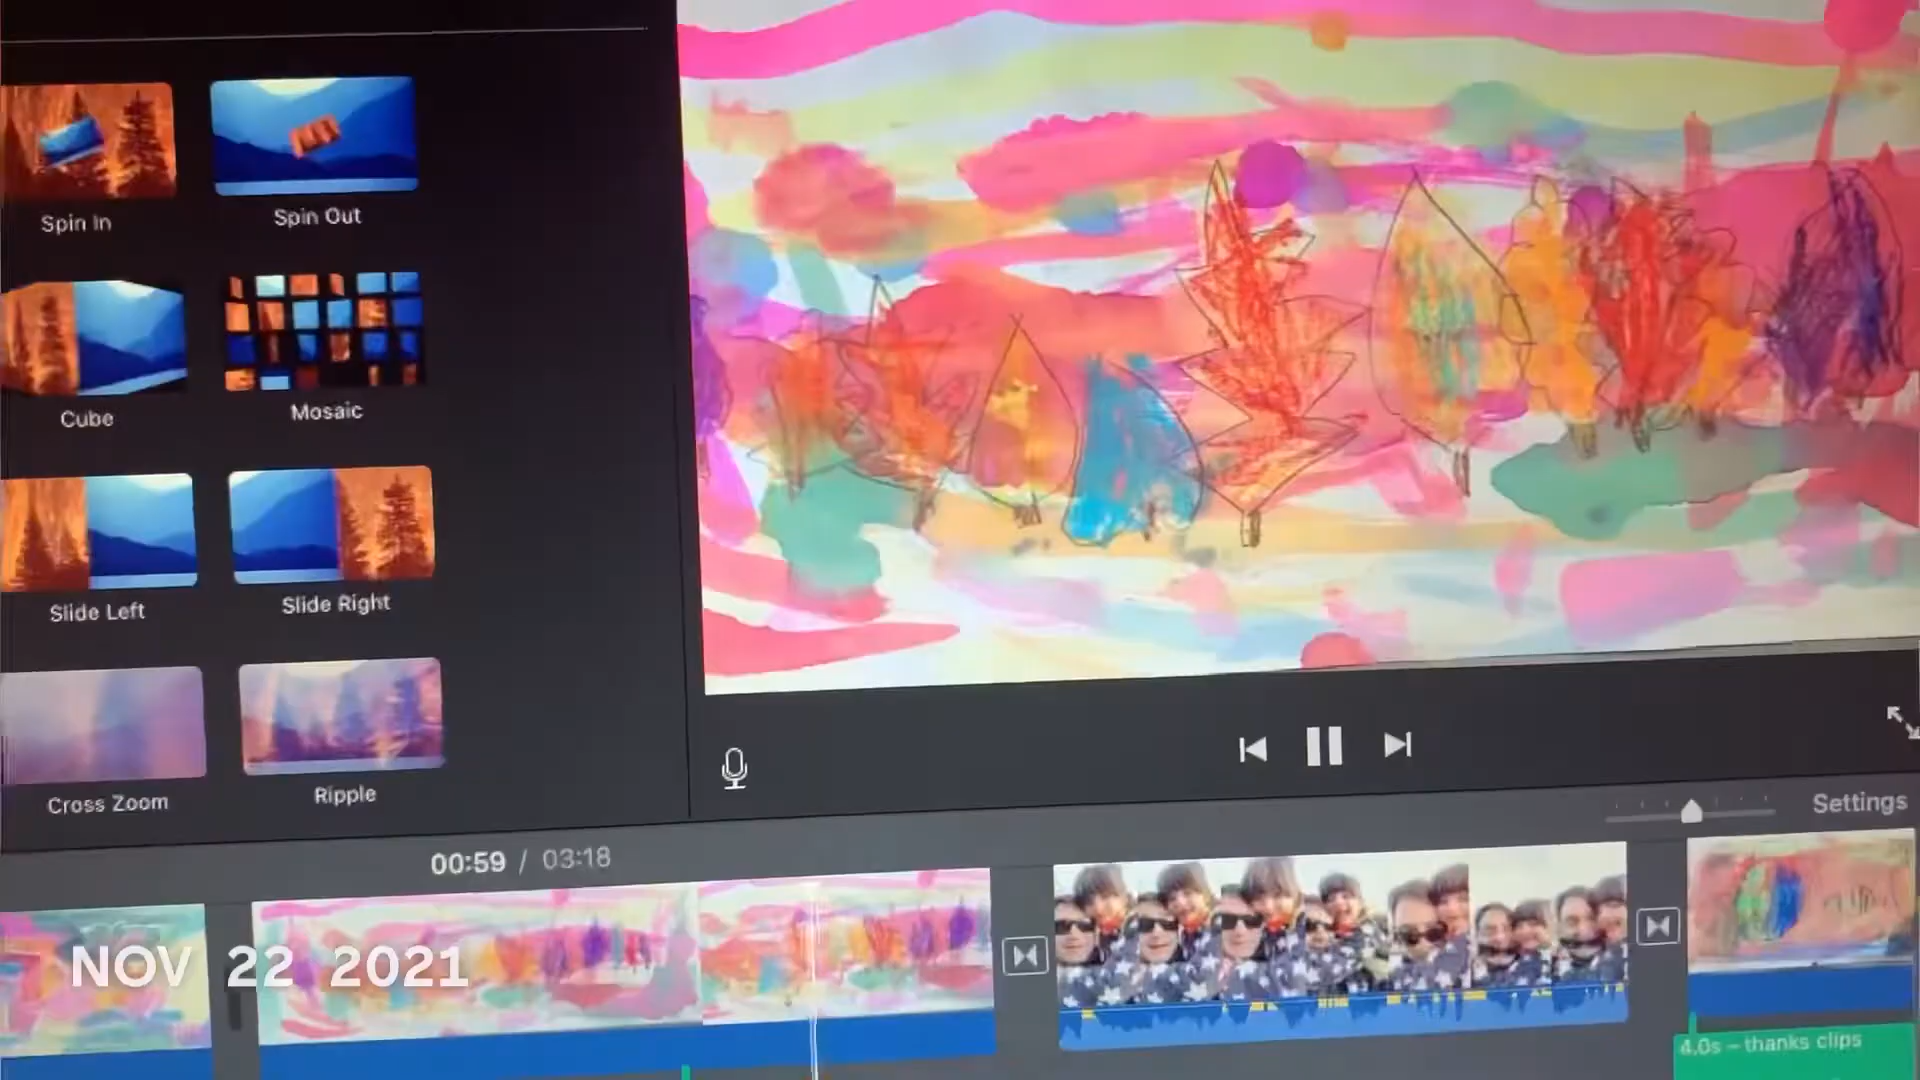 Spin In
Spin Out
Cube
Mosaic
Slide Left
Slide Right
Cross Zoom
Ripple
Settings
00:59 / 03:18
NOV 22 2021
4.0s – thanks clips